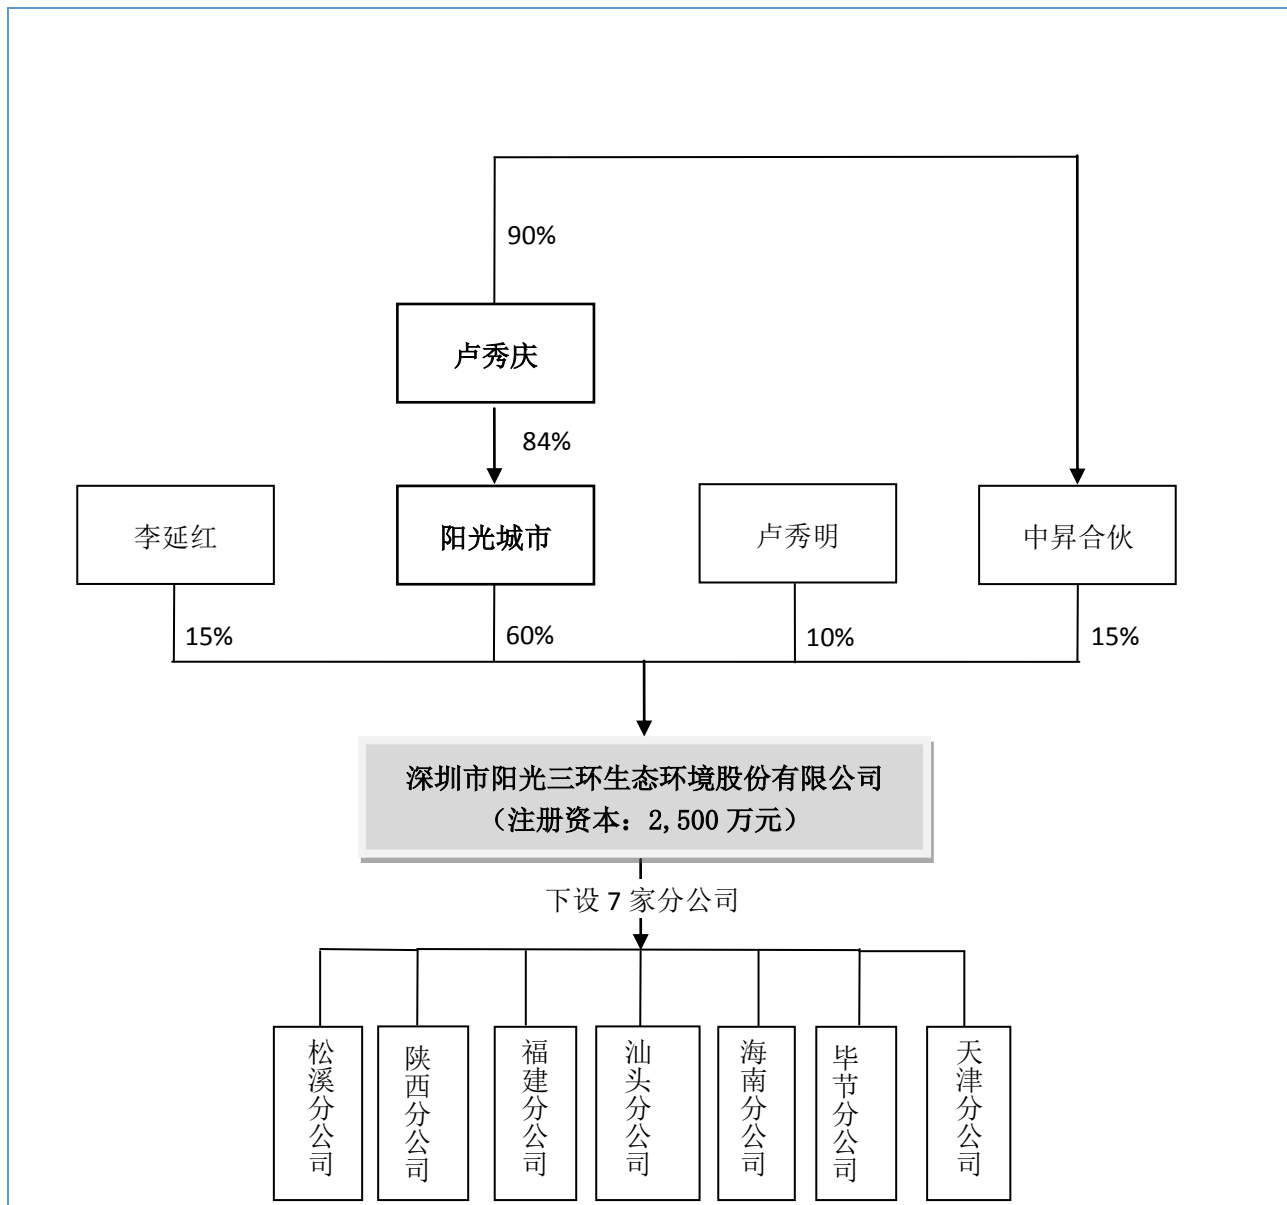 90%
卢秀庆
84%
李延红
阳光城市
卢秀明
中昇合伙
15%
60%
10%
15%
深圳市阳光三环生态环境股份有限公司
（注册资本：2,500 万元）
下设 7 家分公司
松溪分公司
陕西分公司
福建分公司
汕头分公司
海南分公司
毕节分公司
天津分公司